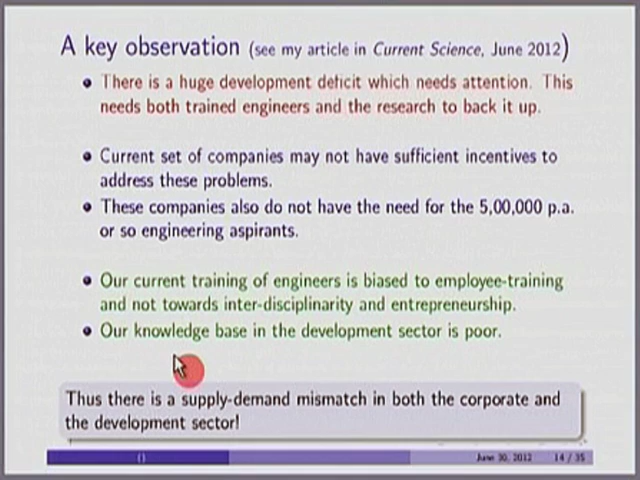 A key observation (see my article in Current Science, June 2012)
There is a huge development deficit which needs attention. This
needs both trained engineers and the research to back it up.
Current set of companies may not have sufficient incentives to
address these problems.
These companies also do not have the need for the 5,00,000 p.a.
or so engineering aspirants.
Our current training of engineers is biased to employee-training
and not towards inter-disciplinarity and entrepreneurship.
Our knowledge base in the development sector is poor.
Thus there is a supply-demand mismatch in both the corporate and
the development sector!
() June 30, 2012 14 / 35